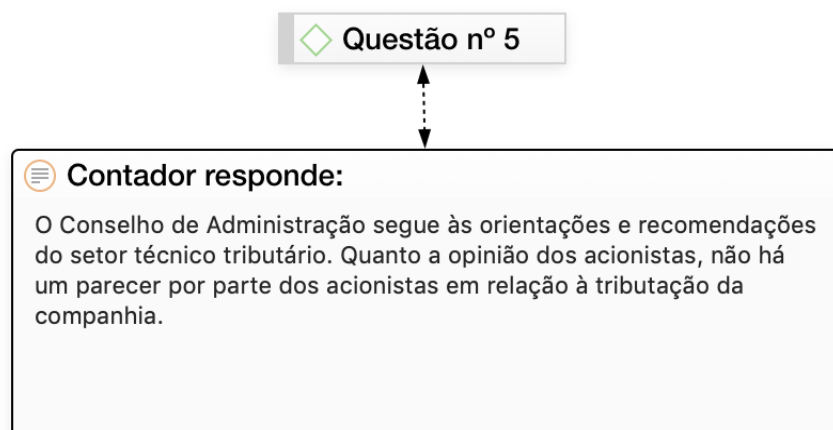 Questão nº 5
Contador responde:
O Conselho de Administração segue às orientações e recomendações
do setor técnico tributário. Quanto a opinião dos acionistas, não há
um parecer por parte dos acionistas em relação à tributação da
companhia.